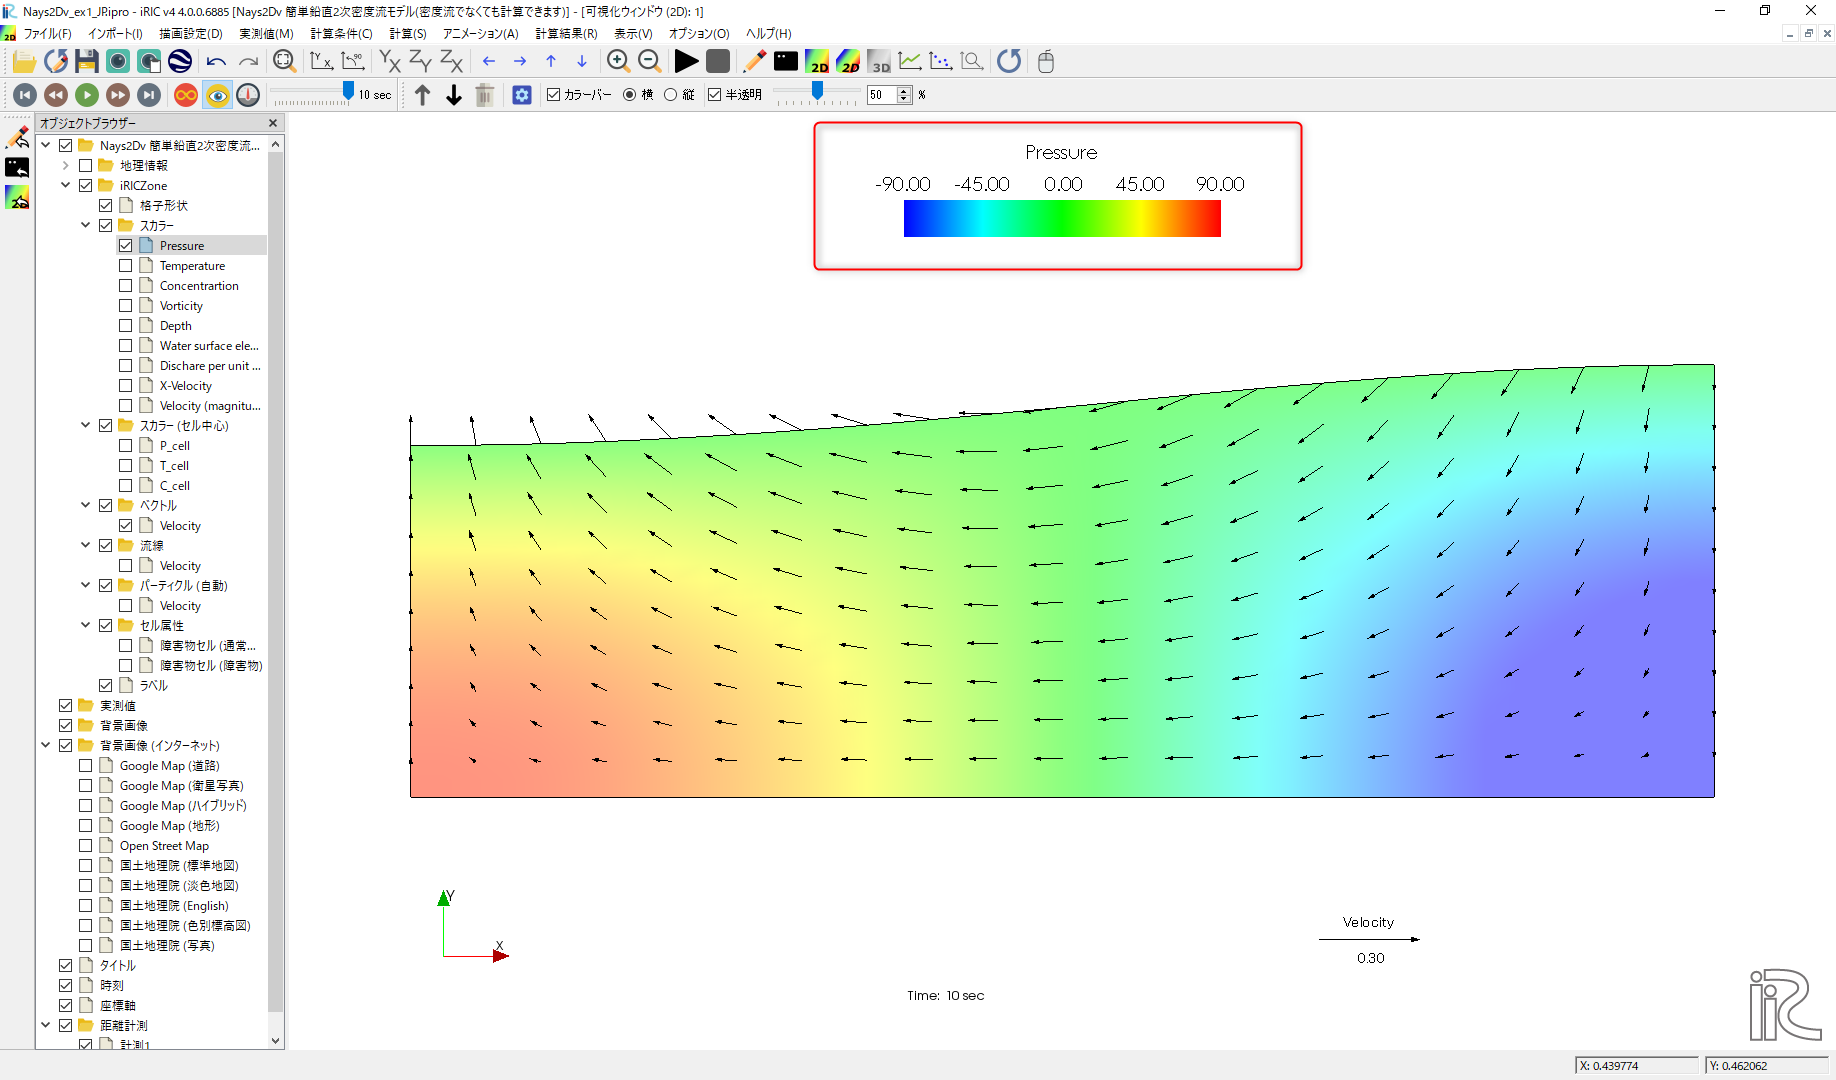 Nays2Dv_ex1_JP.ipro - iRIC v4 4.0.0.6885 [Nays2Dv 簡単鉛直2次密度流モデル(密度流でなくても計算できます)] - [可視化ウィンドウ (2D): 1]
ファイル(F) インポート(I) 描画設定(D) 実測値(M) 計算条件(C) 計算(S) アニメーション(A) 計算結果(R) 表示(V) オプション(O) ヘルプ(H)
2D 2D 3D
10 sec カラーバー 横 縦 半透明 50 %
オブジェクトブラウザー
Nays2Dv 簡単鉛直2次密度流...
地理情報
iRICZone
格子形状
スカラー
Pressure
Temperature
Concentrartion
Vorticity
Depth
Water surface ele...
Dischare per unit ...
X-Velocity
Velocity (magnitu...
スカラー (セル中心)
P_cell
T_cell
C_cell
ベクトル
Velocity
流線
Velocity
パーティクル (自動)
Velocity
セル属性
障害物セル (通常...
障害物セル (障害物)
ラベル
実測値
背景画像
背景画像 (インターネット)
Google Map (道路)
Google Map (衛星写真)
Google Map (ハイブリッド)
Google Map (地形)
Open Street Map
国土地理院 (標準地図)
国土地理院 (淡色地図)
国土地理院 (English)
国土地理院 (色別標高図)
国土地理院 (写真)
タイトル
時刻
座標軸
距離計測
計測1
Pressure
-90.00 -45.00 0.00 45.00 90.00
Y
X
Velocity
0.30
Time: 10 sec
iRIC
X: 0.439774 Y: 0.462062